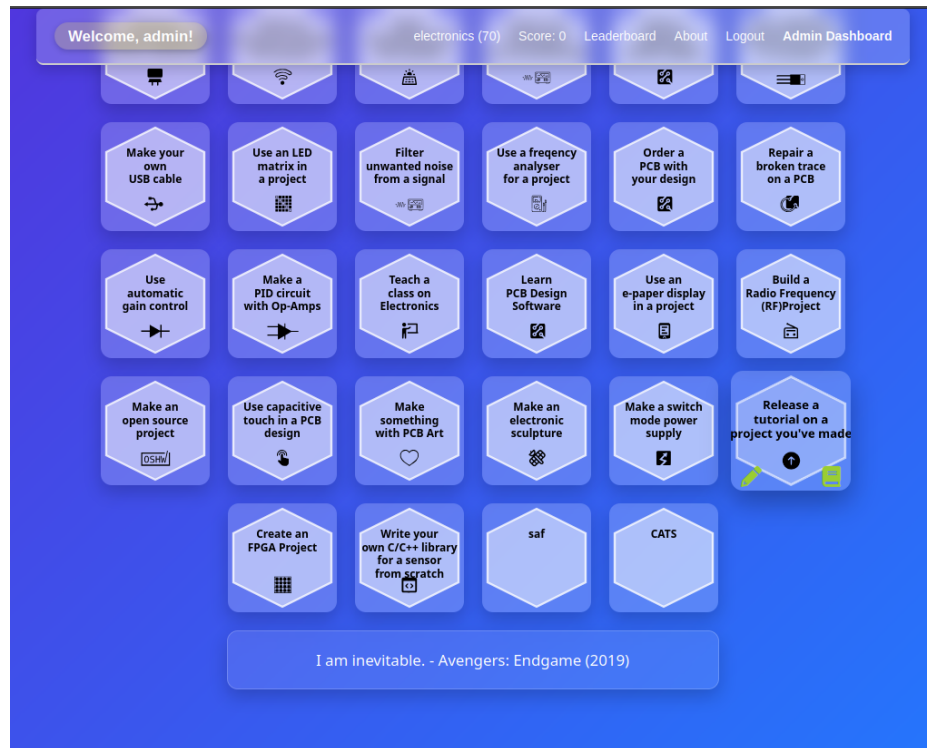 Welcome, admin!
electronics (70) Score: 0 Leaderboard About Logout Admin Dashboard
Make your
own
USB cable
Use an LED
matrix in
a project
Filter
unwanted noise
from a signal
Use a freqency
analyser
for a project
Order a
PCB with
your design
Repair a
broken trace
on a PCB
Use
automatic
gain control
Make a
PID circuit
with Op-Amps
Teach a
class on
Electronics
Learn
PCB Design
Software
Use an
e-paper display
in a project
Build a
Radio Frequency
(RF)Project
Make an
open source
project
OSHW
Use capacitive
touch in a PCB
design
Make
something
with PCB Art
Make an
electronic
sculpture
Make a switch
mode power
supply
Release a
tutorial on a
project you've made
Create an
FPGA Project
Write your
own C/C++ library
for a sensor
from scratch
saf
CATS
I am inevitable. - Avengers: Endgame (2019)